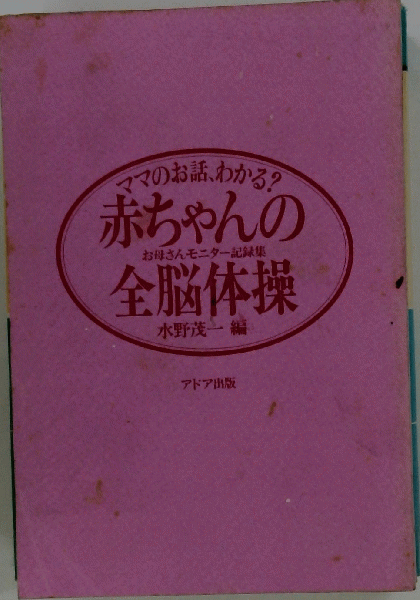 ママのお話、わかる?
赤ちゃんの
お母さんモニター記録集
全脳体操
水野茂一 編
アドア出版